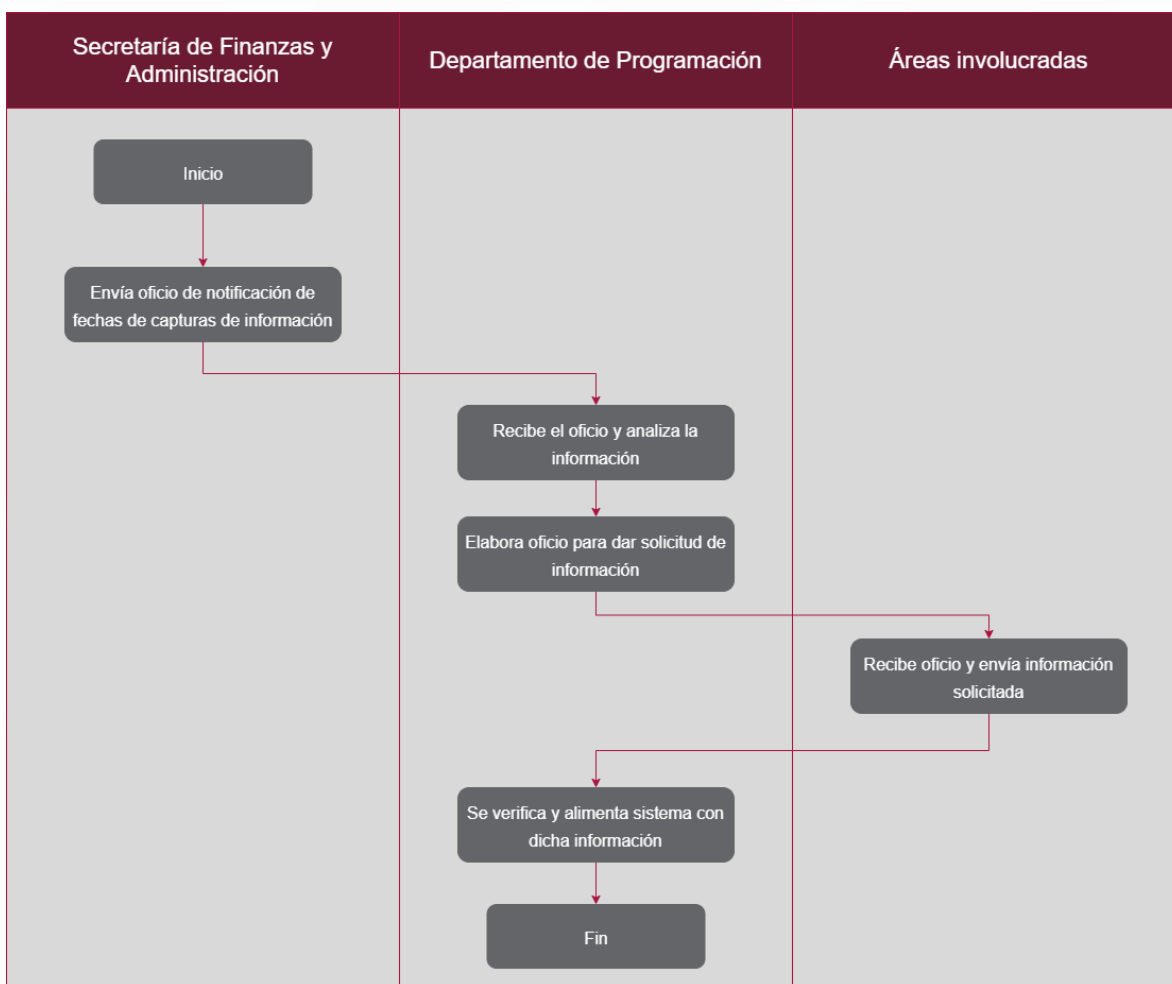 Secretaría de Finanzas y
Administración
Departamento de Programación
Áreas involucradas
Inicio
Envía oficio de notificación de
fechas de capturas de información
Recibe el oficio y analiza la
información
Elabora oficio para dar solicitud de
información
Recibe oficio y envía información
solicitada
Se verifica y alimenta sistema con
dicha información
Fin